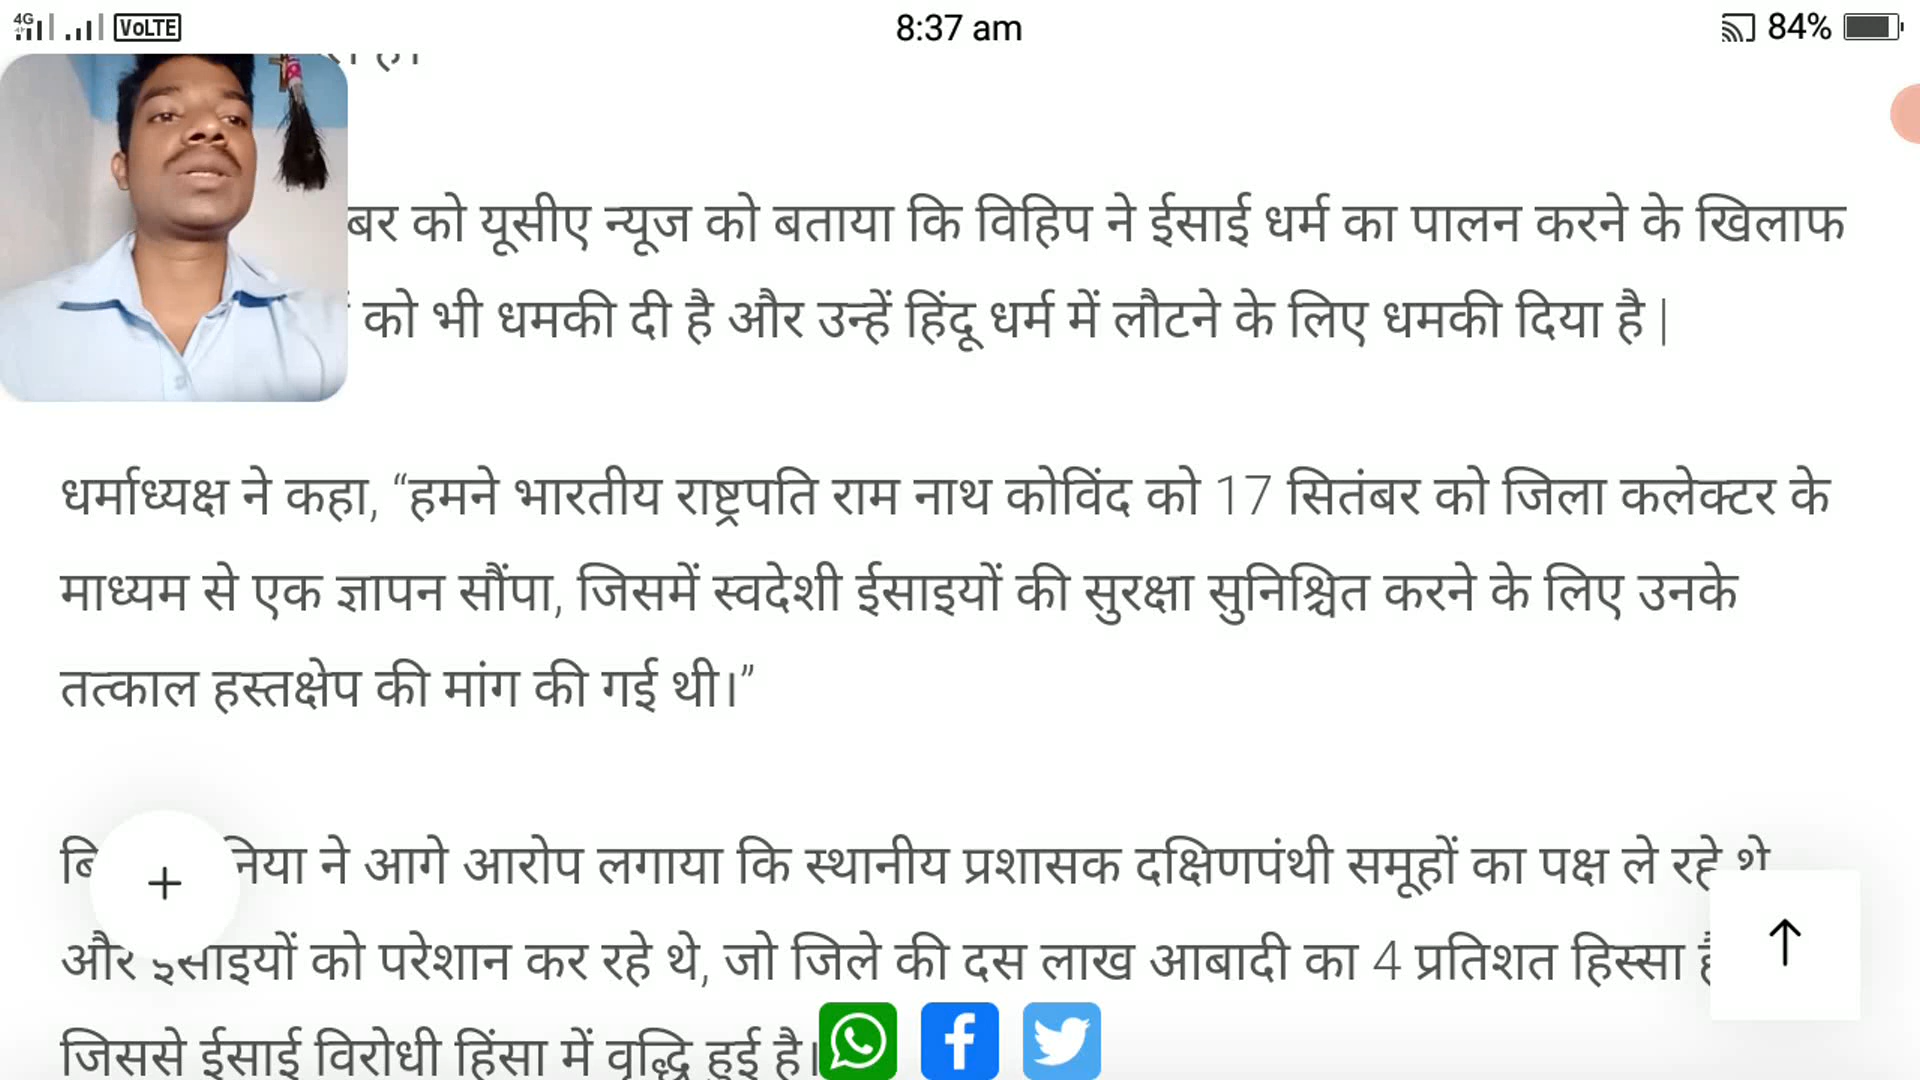 4G VoLTE 8:37 am 84%
बर को यूसीए न्यूज को बताया कि विहिप ने ईसाई धर्म का पालन करने के खिलाफ
को भी धमकी दी है और उन्हें हिंदू धर्म में लौटने के लिए धमकी दिया है |
धर्माध्यक्ष ने कहा, “हमने भारतीय राष्ट्रपति राम नाथ कोविंद को 17 सितंबर को जिला कलेक्टर के
माध्यम से एक ज्ञापन सौंपा, जिसमें स्वदेशी ईसाइयों की सुरक्षा सुनिश्चित करने के लिए उनके
तत्काल हस्तक्षेप की मांग की गई थी।”
ने आगे आरोप लगाया कि स्थानीय प्रशासक दक्षिणपंथी समूहों का पक्ष ले रहे थे
और ईसाइयों को परेशान कर रहे थे, जो जिले की दस लाख आबादी का 4 प्रतिशत हिस्सा
जिससे ईसाई विरोधी हिंसा में वृद्धि हुई है।